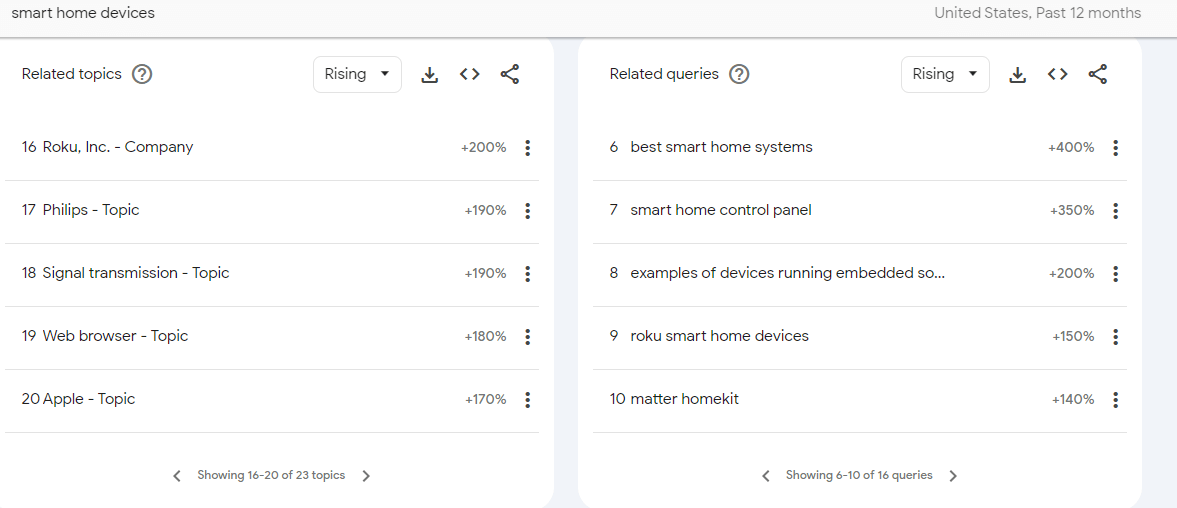 smart home devices United States, Past 12 months
Related topics ? Rising
16 Roku, Inc. - Company +200%
17 Philips - Topic +190%
18 Signal transmission - Topic +190%
19 Web browser - Topic +180%
20 Apple - Topic +170%
Showing 16-20 of 23 topics
Related queries ? Rising
6 best smart home systems +400%
7 smart home control panel +350%
8 examples of devices running embedded so... +200%
9 roku smart home devices +150%
10 matter homekit +140%
Showing 6-10 of 16 queries